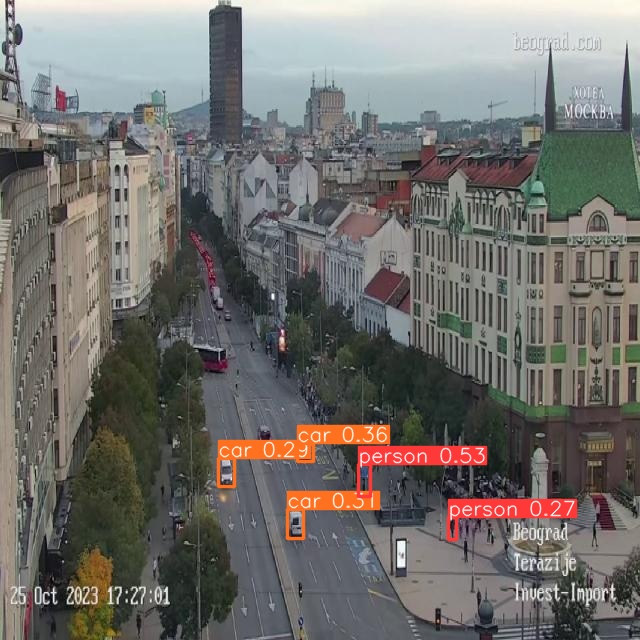 beograd.com
ХОТЕЛ
МОСКВА
car 0.36
car 0.29
person 0.53
car 0.31
person 0.27
Beograd
Terazije
Invest-Import
25 Oct 2023 17:27:01